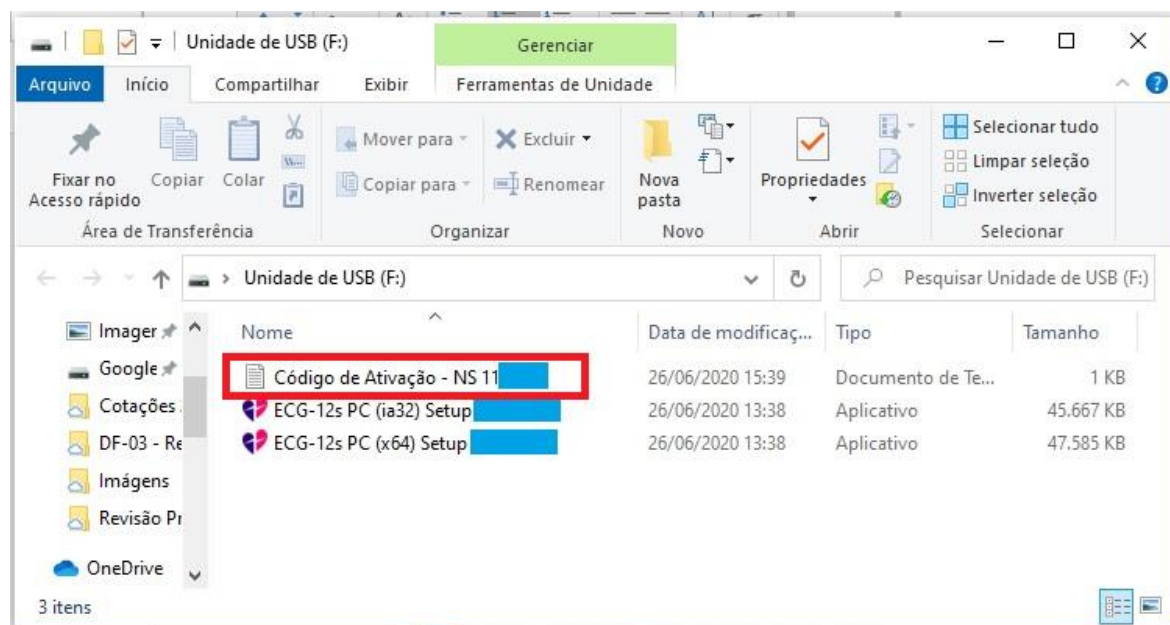 Unidade de USB (F:)
Gerenciar
Arquivo Início Compartilhar Exibir Ferramentas de Unidade
Fixar no Acesso rápido
Copiar
Colar
Mover para
Copiar para
Excluir
Renomear
Nova pasta
Propriedades
Selecionar tudo
Limpar seleção
Inverter seleção
Área de Transferência Organizar Novo Abrir Selecionar
Unidade de USB (F:)
Pesquisar Unidade de USB (F:)
Nome Data de modificaç... Tipo Tamanho
Código de Ativação - NS 11 26/06/2020 15:39 Documento de Te... 1 KB
ECG-12s PC (ia32) Setup 26/06/2020 13:38 Aplicativo 45.667 KB
ECG-12s PC (x64) Setup 26/06/2020 13:38 Aplicativo 47.585 KB
Imager
Google
Cotações
DF-03 - Re
Imágens
Revisão Pr
OneDrive
3 itens